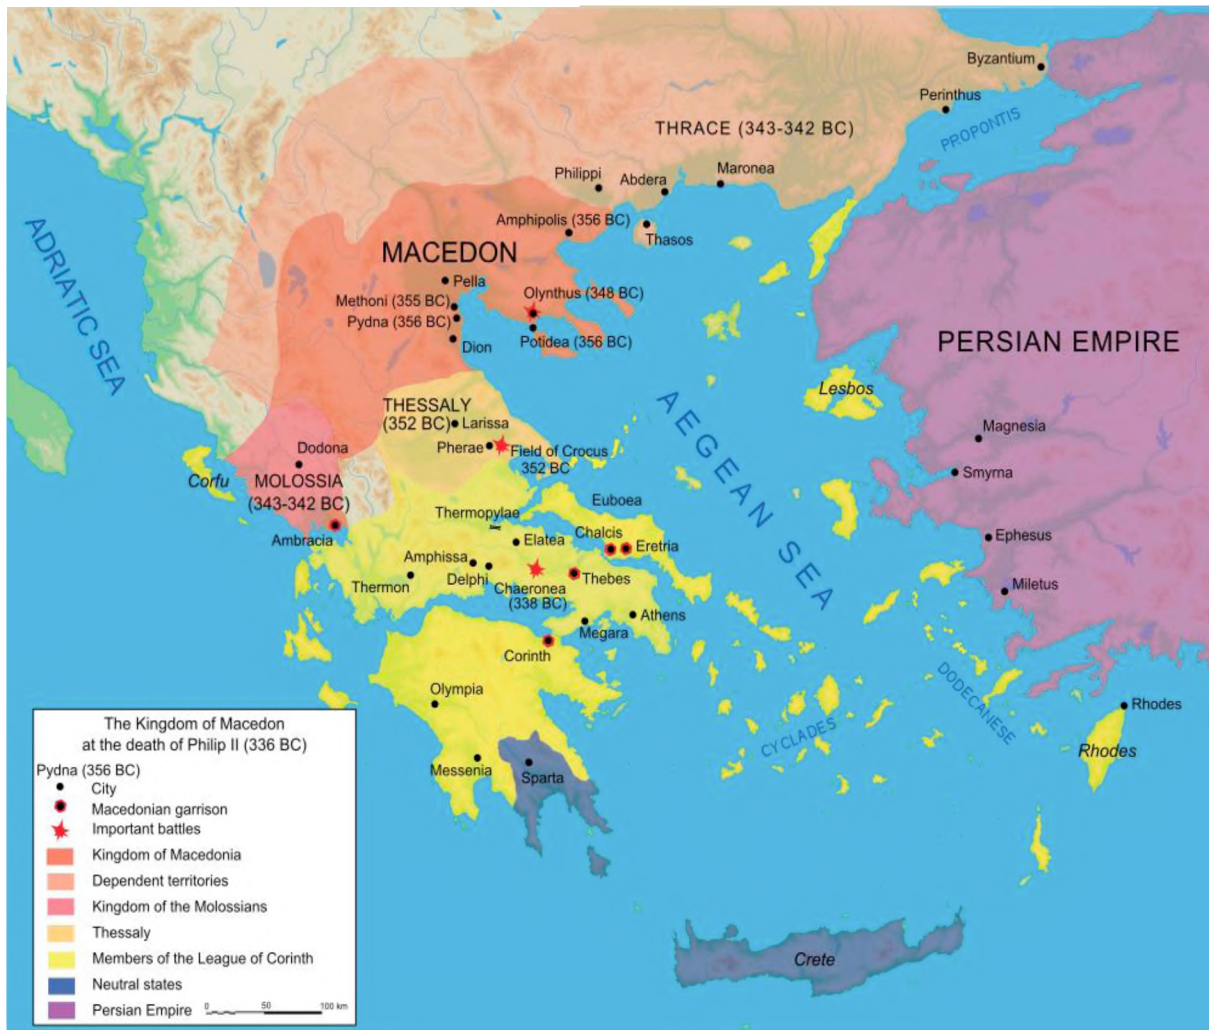 Byzantium
Perinthus
PROPONTIS
THRACE (343-342 BC)
Philippi
Abdera
Maronea
Amphipolis (356 BC)
Thasos
ADRIATIC SEA
MACEDON
Pella
Methoni (355 BC)
Olynthus (348 BC)
Pydna (356 BC)
Potidea (356 BC)
Dion
PERSIAN EMPIRE
Lesbos
AEGEAN SEA
THESSALY
(352 BC)
Larissa
Pherae
Field of Crocus
352 BC
Magnesia
Smyrna
Dodona
Corfu
MOLOSSIA
(343-342 BC)
Ambracia
Euboea
Thermopylae
Chalcis
Eretria
Elatea
Ephesus
Amphissa
Delphi
Thermon
Chaeronea
(338 BC)
Thebes
Miletus
Athens
Megara
Corinth
Olympia
DODECANESE
Rhodes
CYCLADES
Rhodes
Messenia
Sparta
Crete
The Kingdom of Macedon
at the death of Philip II (336 BC)
Pydna (356 BC)
City
Macedonian garrison
Important battles
Kingdom of Macedonia
Dependent territories
Kingdom of the Molossians
Thessaly
Members of the League of Corinth
Neutral states
Persian Empire
0 50 100 km